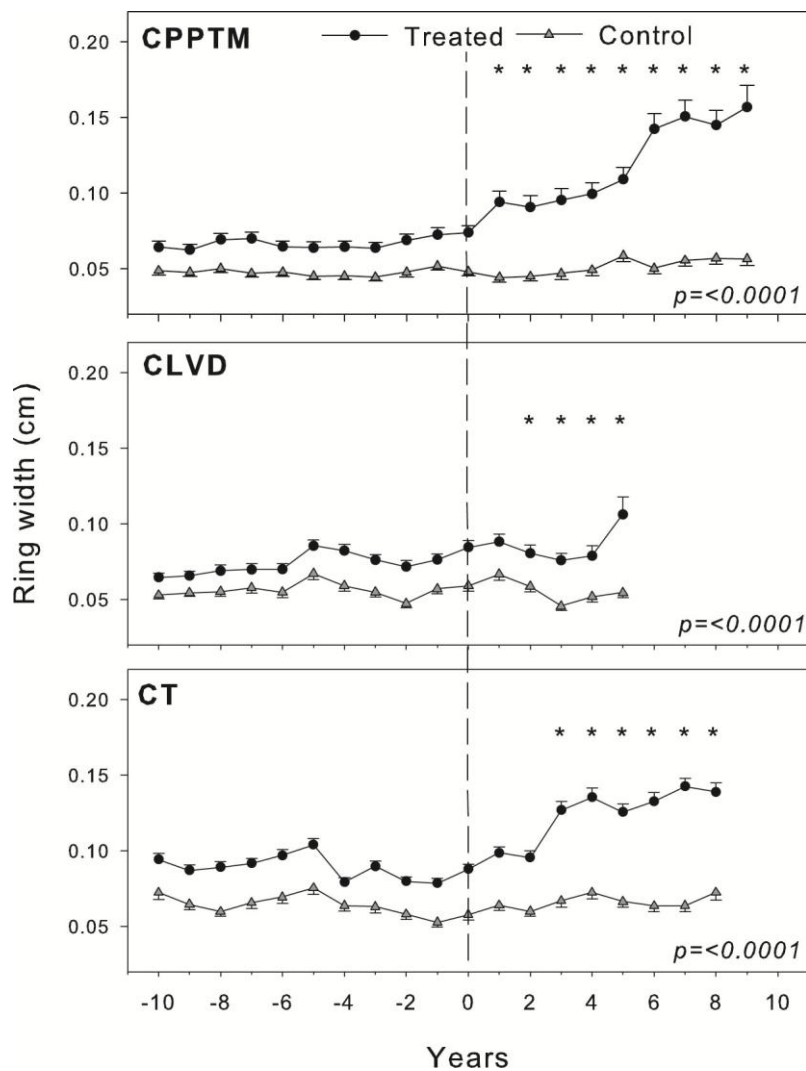 CPPTM
Treated Control
0.20
* * * * * * * * *
0.15
0.10
0.05
p=<0.0001
CLVD
0.20
* * * *
0.15
0.10
0.05
p=<0.0001
CT
0.20
* * * * * *
0.15
0.10
0.05
p=<0.0001
Ring width (cm)
-10 -8 -6 -4 -2 0 2 4 6 8 10
Years